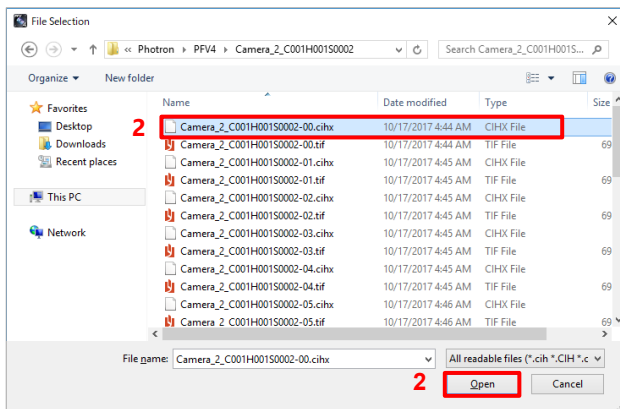 File Selection
« Photron ▸ PFV4 ▸ Camera_2_C001H001S0002
Search Camera_2_C001H001S...
Organize New folder
Name Date modified Type Size
Favorites
Desktop
Downloads
Recent places
This PC
Network
2
Camera_2_C001H001S0002-00.cihx 10/17/2017 4:44 AM CIHX File
Camera_2_C001H001S0002-00.tif 10/17/2017 4:44 AM TIF File 69
Camera_2_C001H001S0002-01.cihx 10/17/2017 4:45 AM CIHX File
Camera_2_C001H001S0002-01.tif 10/17/2017 4:45 AM TIF File 69
Camera_2_C001H001S0002-02.cihx 10/17/2017 4:45 AM CIHX File
Camera_2_C001H001S0002-02.tif 10/17/2017 4:45 AM TIF File 69
Camera_2_C001H001S0002-03.cihx 10/17/2017 4:45 AM CIHX File
Camera_2_C001H001S0002-03.tif 10/17/2017 4:45 AM TIF File 69
Camera_2_C001H001S0002-04.cihx 10/17/2017 4:45 AM CIHX File
Camera_2_C001H001S0002-04.tif 10/17/2017 4:45 AM TIF File 69
Camera_2_C001H001S0002-05.cihx 10/17/2017 4:46 AM CIHX File
Camera_2_C001H001S0002-05.tif 10/17/2017 4:46 AM TIF File 69
File name: Camera_2_C001H001S0002-00.cihx
All readable files (*.cih *.CIH *.c
2
Open Cancel